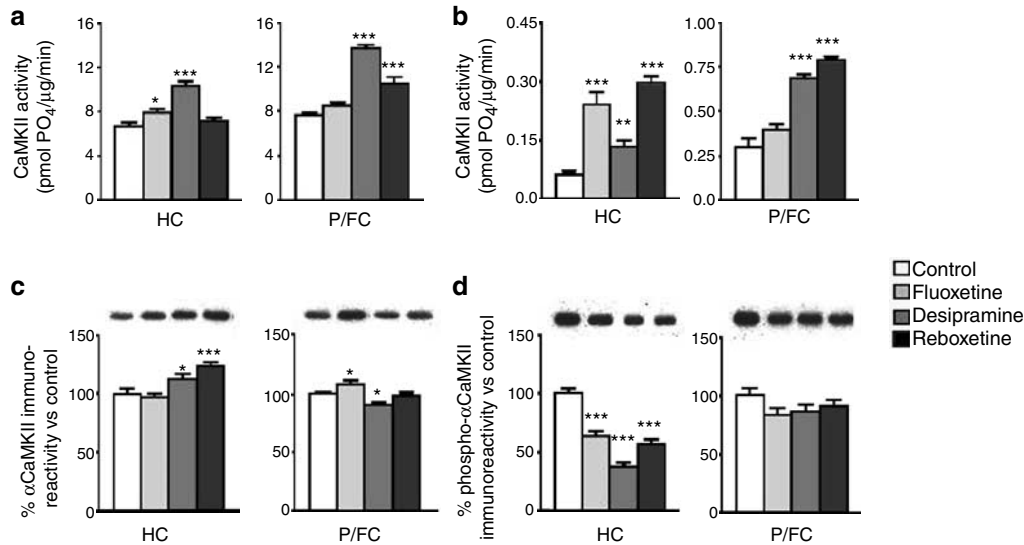 a
CaMKII activity
(pmol PO4/μg/min)
16
12
8
4
0
*
***
HC
16
12
8
4
0
***
***
P/FC
b
CaMKII activity
(pmol PO4/μg/min)
0.45
0.30
0.15
0.0
***
**
***
HC
1.00
0.75
0.50
0.25
0.0
***
***
P/FC
c
% αCaMKII immuno-
reactivity vs control
150
100
50
0
*
***
HC
150
100
50
0
*
*
P/FC
d
% phospho-αCaMKII
immunoreactivity vs control
150
100
50
0
***
***
***
HC
150
100
50
0
P/FC
Control
Fluoxetine
Desipramine
Reboxetine